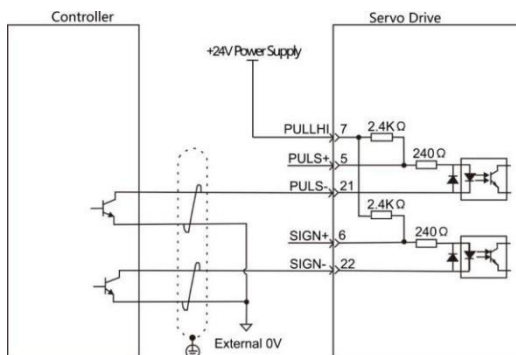 Controller
Servo Drive
+24V Power Supply
PULLHI 7
2.4KΩ
PULS+ 5
240Ω
PULS- 21
2.4KΩ
SIGN+ 6
240Ω
SIGN- 22
External 0V